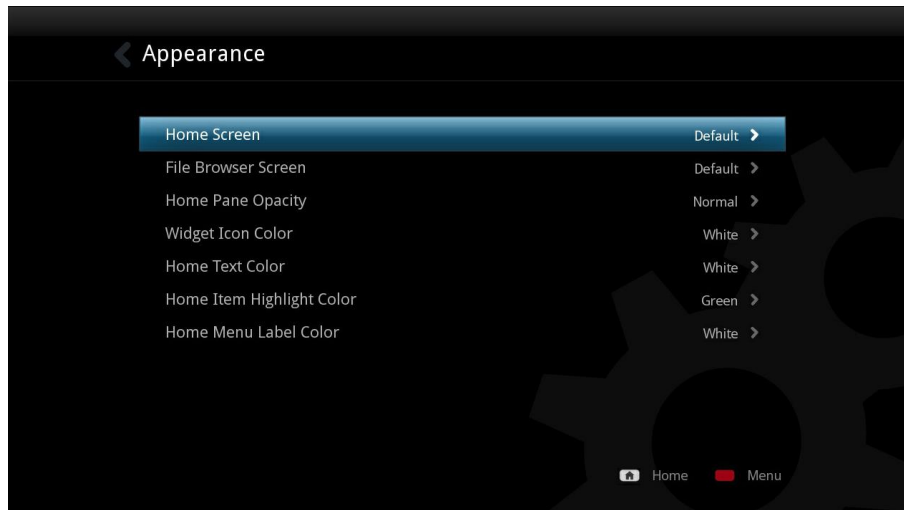 Appearance
Home Screen Default
File Browser Screen Default
Home Pane Opacity Normal
Widget Icon Color White
Home Text Color White
Home Item Highlight Color Green
Home Menu Label Color White
Home Menu